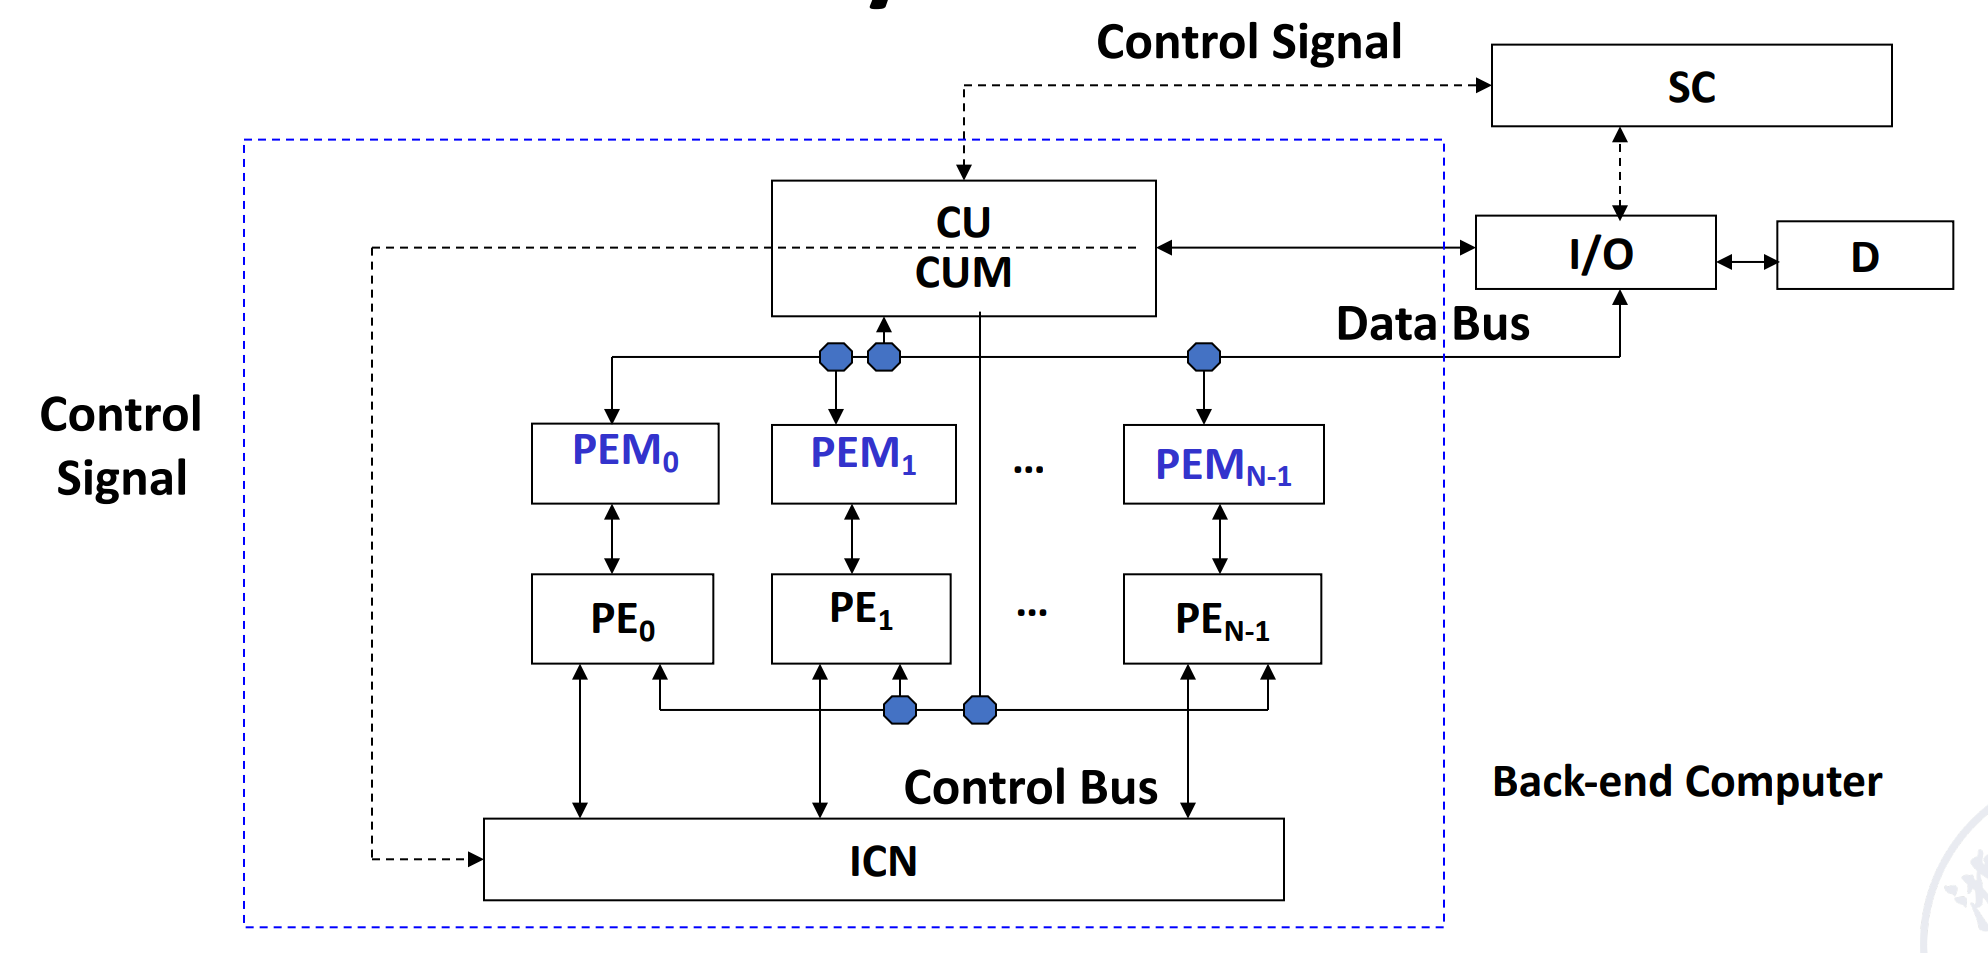 Control Signal
SC
CU
CUM
I/O
D
Data Bus
Control
Signal
PEM0
PEM1
...
PEMN-1
PE0
PE1
...
PEN-1
Control Bus
Back-end Computer
ICN